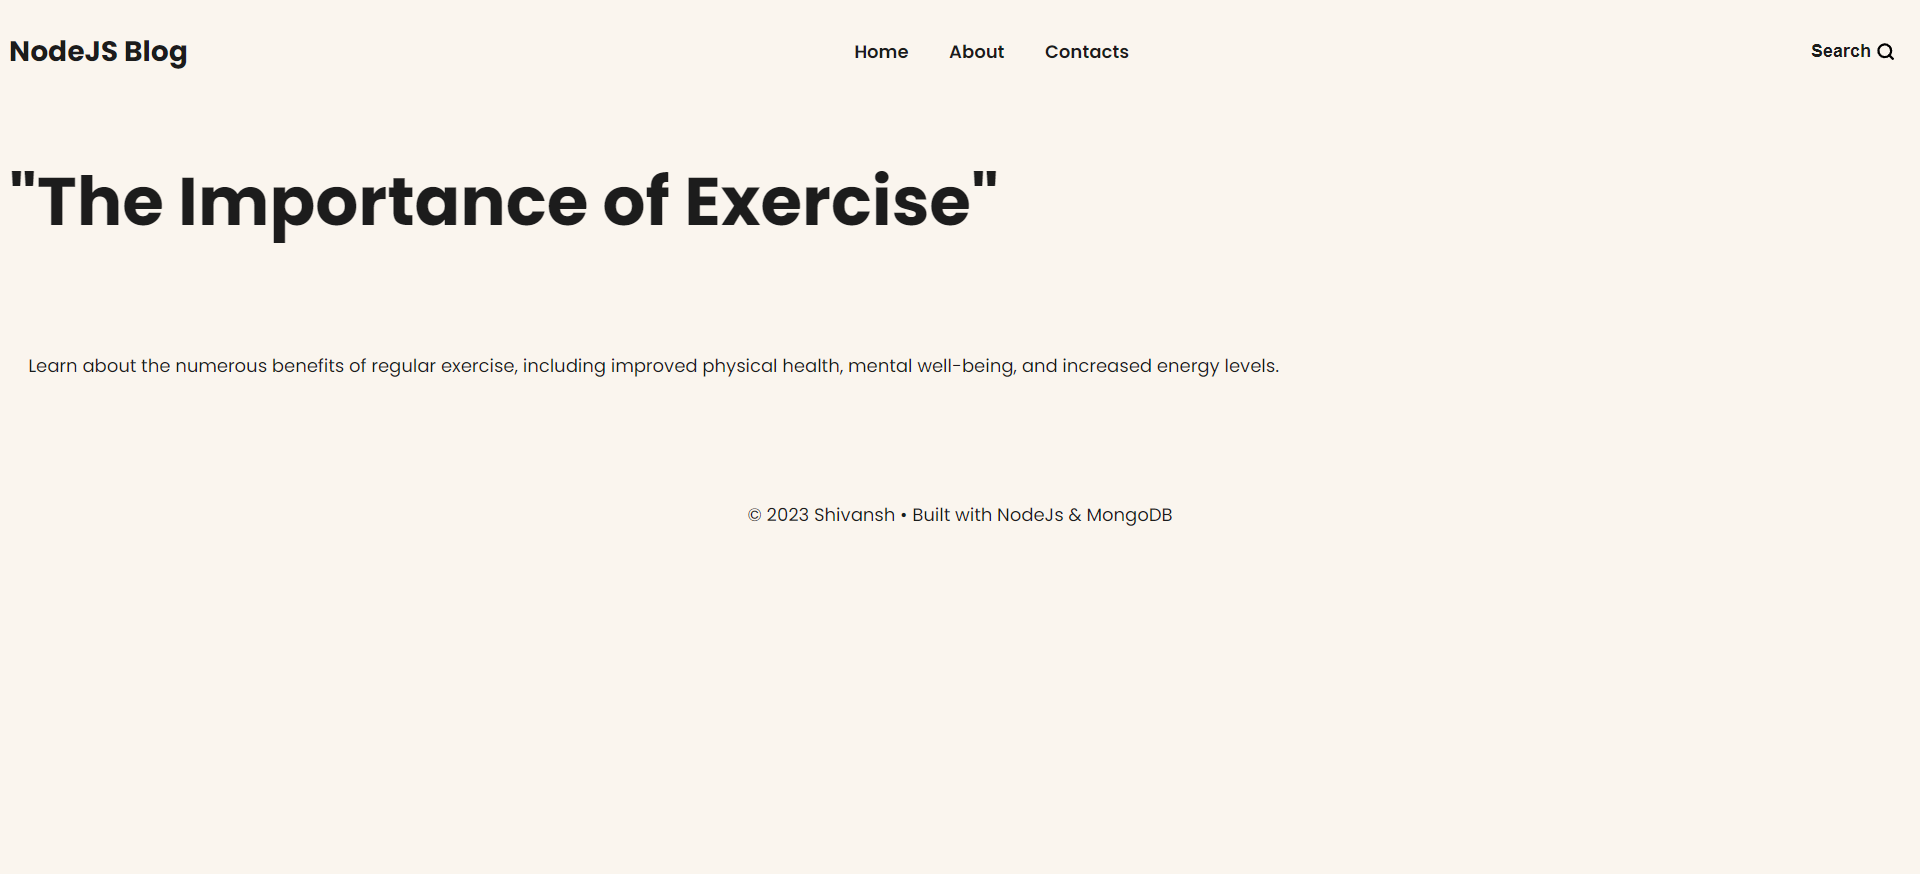 NodeJS Blog
Home About Contacts
Search
"The Importance of Exercise"
Learn about the numerous benefits of regular exercise, including improved physical health, mental well-being, and increased energy levels.
© 2023 Shivansh • Built with NodeJs & MongoDB